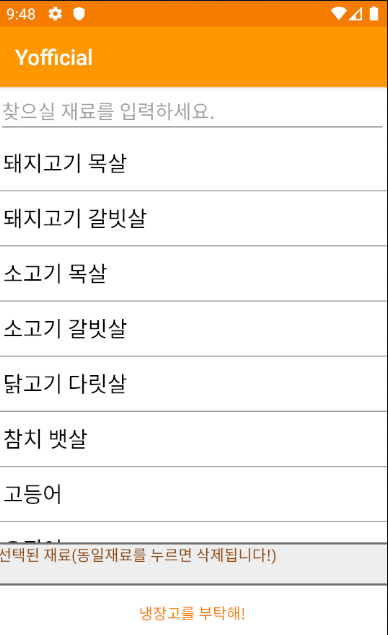 9:48
Yofficial
찾으실 재료를 입력하세요.
돼지고기 목살
돼지고기 갈빗살
소고기 목살
소고기 갈빗살
닭고기 다릿살
참치 뱃살
고등어
선택된 재료(동일재료를 누르면 삭제됩니다!)
냉장고를 부탁해!